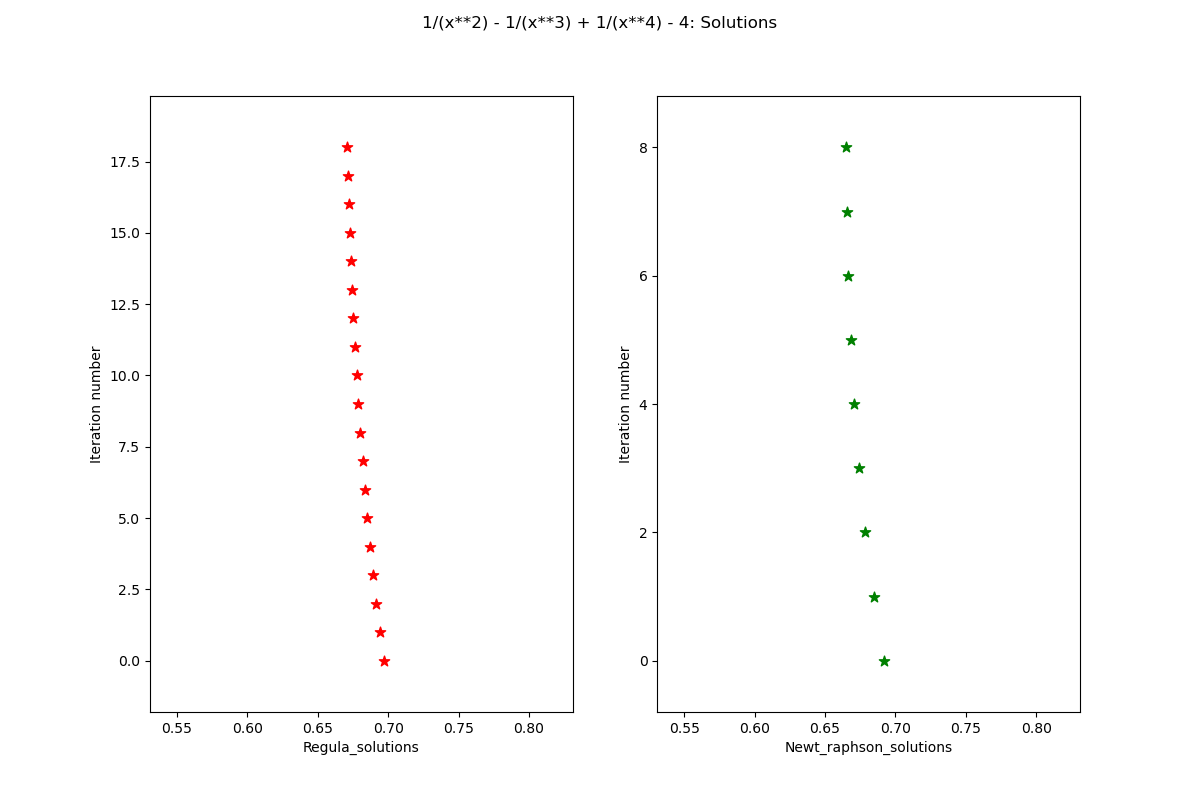 1/(x**2) - 1/(x**3) + 1/(x**4) - 4: Solutions
17.5
15.0
12.5
10.0
7.5
5.0
2.5
0.0
Iteration number
0.55 0.60 0.65 0.70 0.75 0.80
Regula_solutions
8
6
4
2
0
Iteration number
0.55 0.60 0.65 0.70 0.75 0.80
Newt_raphson_solutions